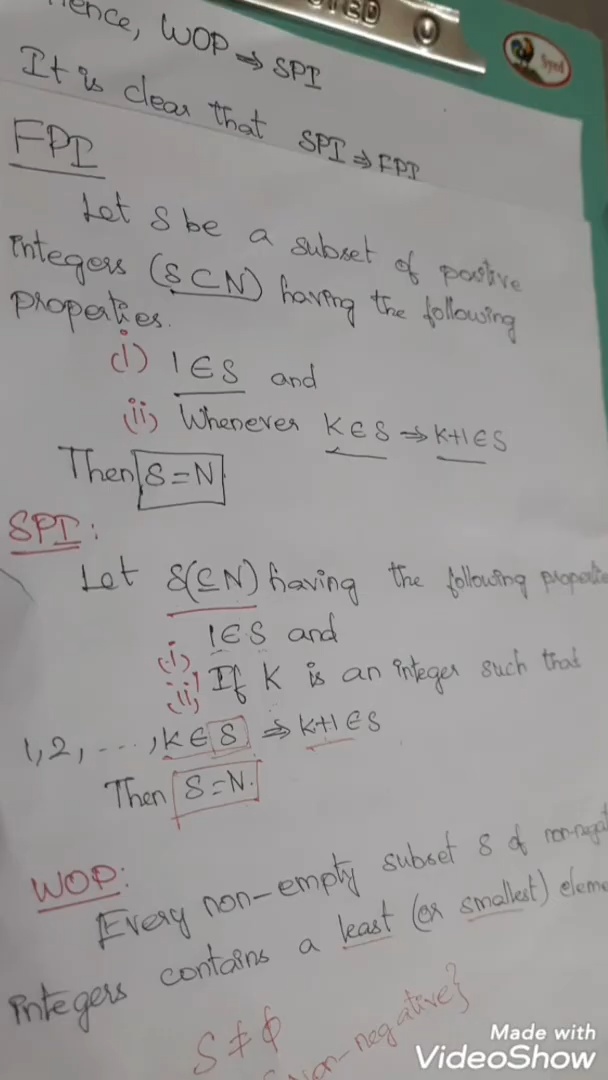 Hence, WOP ⇒ SPI
It is clear that SPI ⇒ FPI
FPI
Let S be a subset of positive
integers (S ⊂ N) having the following
properties.
(i) 1 ∈ S and
(ii) Whenever K ∈ S ⇒ K+1 ∈ S
Then S = N
SPI:
Let S(⊆ N) having the following
(i) 1 ∈ S and
(ii) If K is an integer such that
1, 2, ..., k ∈ S ⇒ k+1 ∈ S
Then S = N.
WOP:
Every non-empty subset S of
integers contains a least (or smallest)
S ≠ ϕ
non-negative}
Syed
Made with
VideoShow